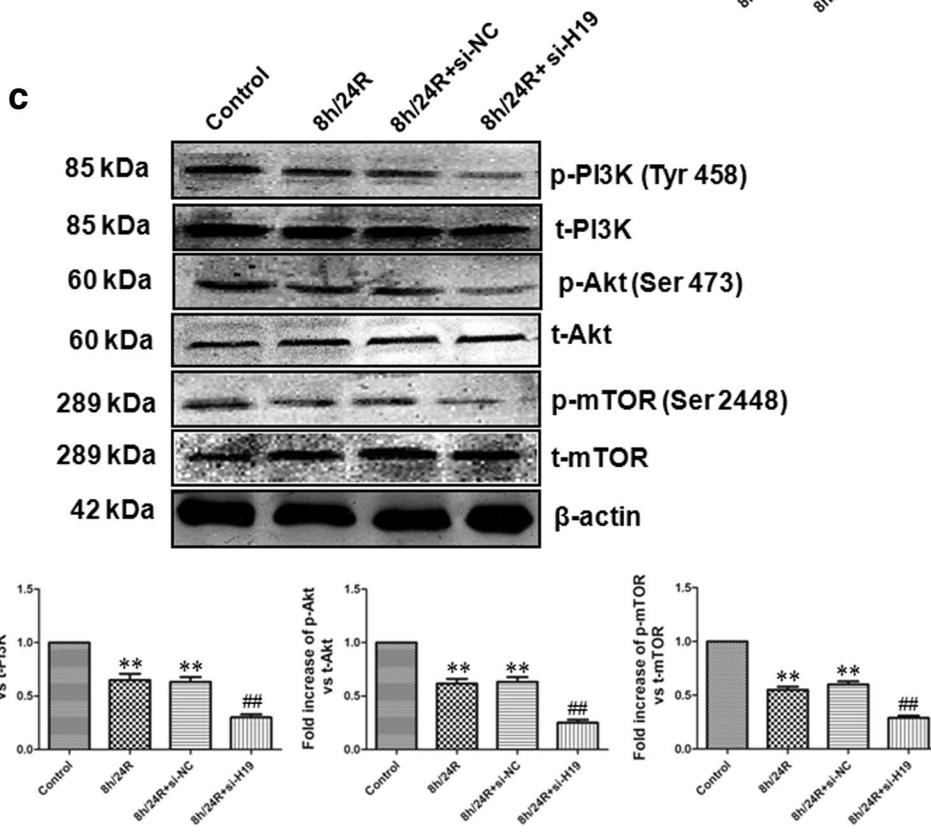 8h
8h
c
Control
8h/24R
8h/24R+si-NC
8h/24R+ si-H19
85 kDa
p-PI3K (Tyr 458)
85 kDa
t-PI3K
60 kDa
p-Akt (Ser 473)
60 kDa
t-Akt
289 kDa
p-mTOR (Ser 2448)
289 kDa
t-mTOR
42 kDa
β-actin
vs t-PI3K
1.5
1.0
0.5
0.0
**
**
##
Control
8h/24R
8h/24R+si-NC
8h/24R+si-H19
Fold increase of p-Akt
vs t-Akt
1.5
1.0
0.5
0.0
**
**
##
Control
8h/24R
8h/24R+si-NC
8h/24R+si-H19
Fold increase of p-mTOR
vs t-mTOR
1.5
1.0
0.5
0.0
**
**
##
Control
8h/24R
8h/24R+si-NC
8h/24R+si-H19